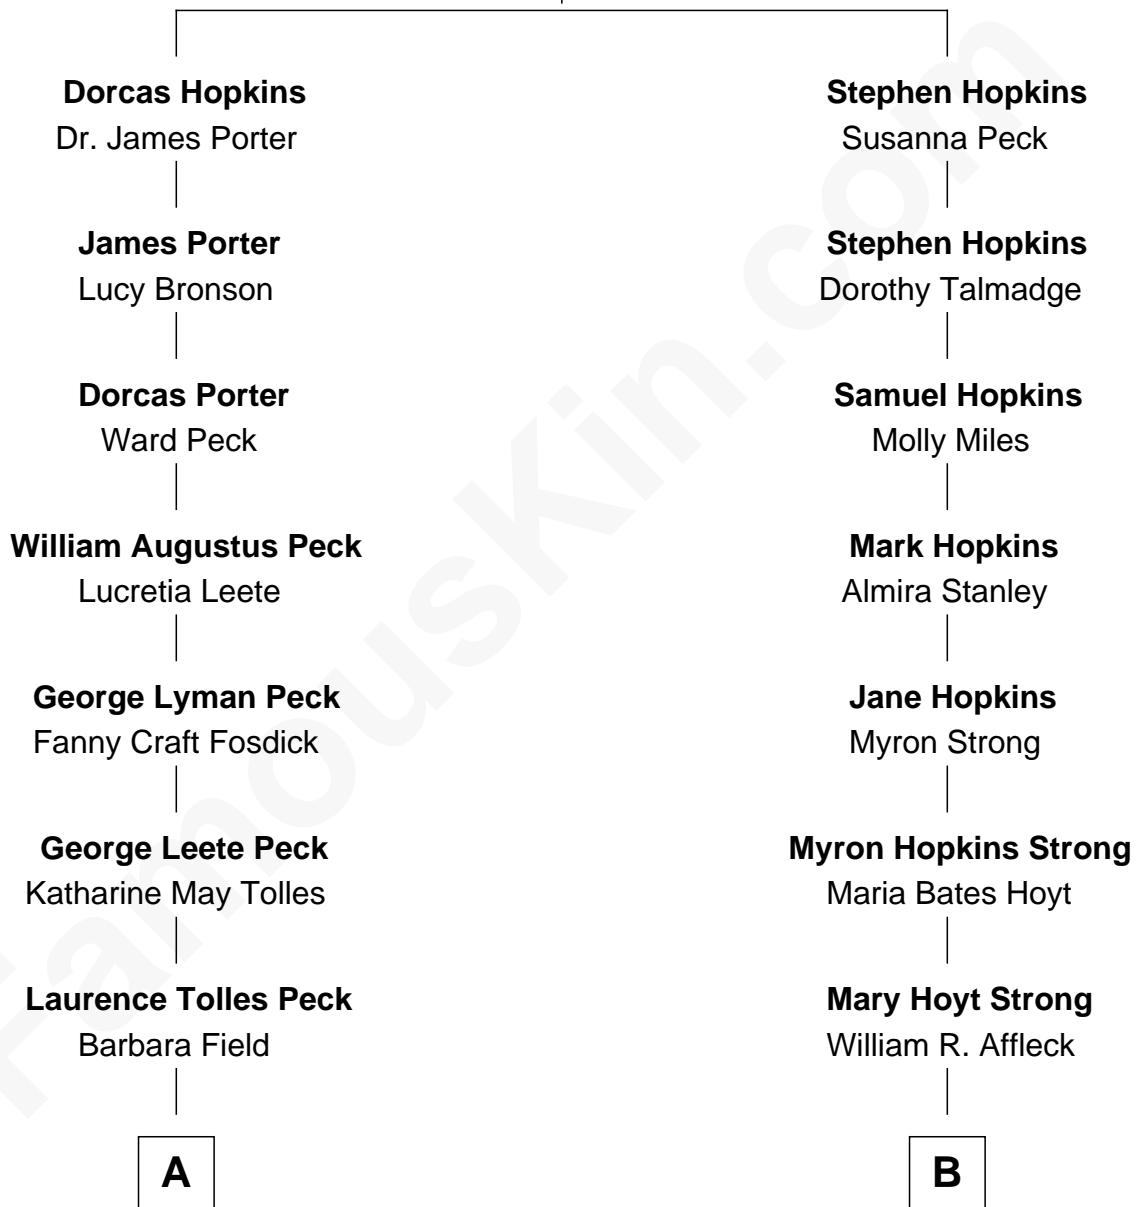 Dorcas Hopkins
Dr. James Porter
Stephen Hopkins
Susanna Peck
James Porter
Lucy Bronson
Stephen Hopkins
Dorothy Talmadge
Dorcas Porter
Ward Peck
Samuel Hopkins
Molly Miles
William Augustus Peck
Lucretia Leete
Mark Hopkins
Almira Stanley
George Lyman Peck
Fanny Craft Fosdick
Jane Hopkins
Myron Strong
George Leete Peck
Katharine May Tolles
Myron Hopkins Strong
Maria Bates Hoyt
Laurence Tolles Peck
Barbara Field
Mary Hoyt Strong
William R. Affleck
A
B
FamousKin.com